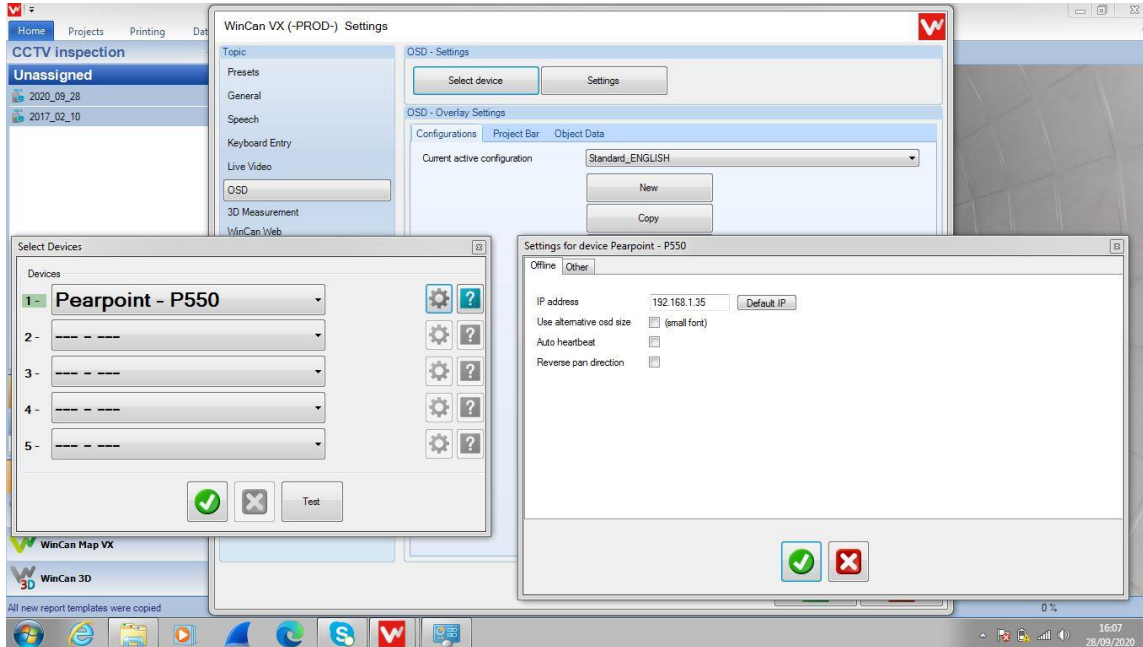 WinCan VX (-PROD-) Settings
Home Projects Printing Dat
CCTV inspection
Unassigned
2020_09_28
2017_02_10
Topic
Presets
General
Speech
Keyboard Entry
Live Video
OSD
3D Measurement
WinCan Web
OSD - Settings
Select device Settings
OSD - Overlay Settings
Configurations Project Bar Object Data
Current active configuration Standard_ENGLISH
New
Copy
Select Devices
Devices
1 - Pearpoint - P550
2 - --- - ---
3 - --- - ---
4 - --- - ---
5 - --- - ---
Test
Settings for device Pearpoint - P550
Offline Other
IP address 192.168.1.35 Default IP
Use alternative osd size (small font)
Auto heartbeat
Reverse pan direction
WinCan Map VX
3D WinCan 3D
All new report templates were copied 0 %
16:07
28/09/2020